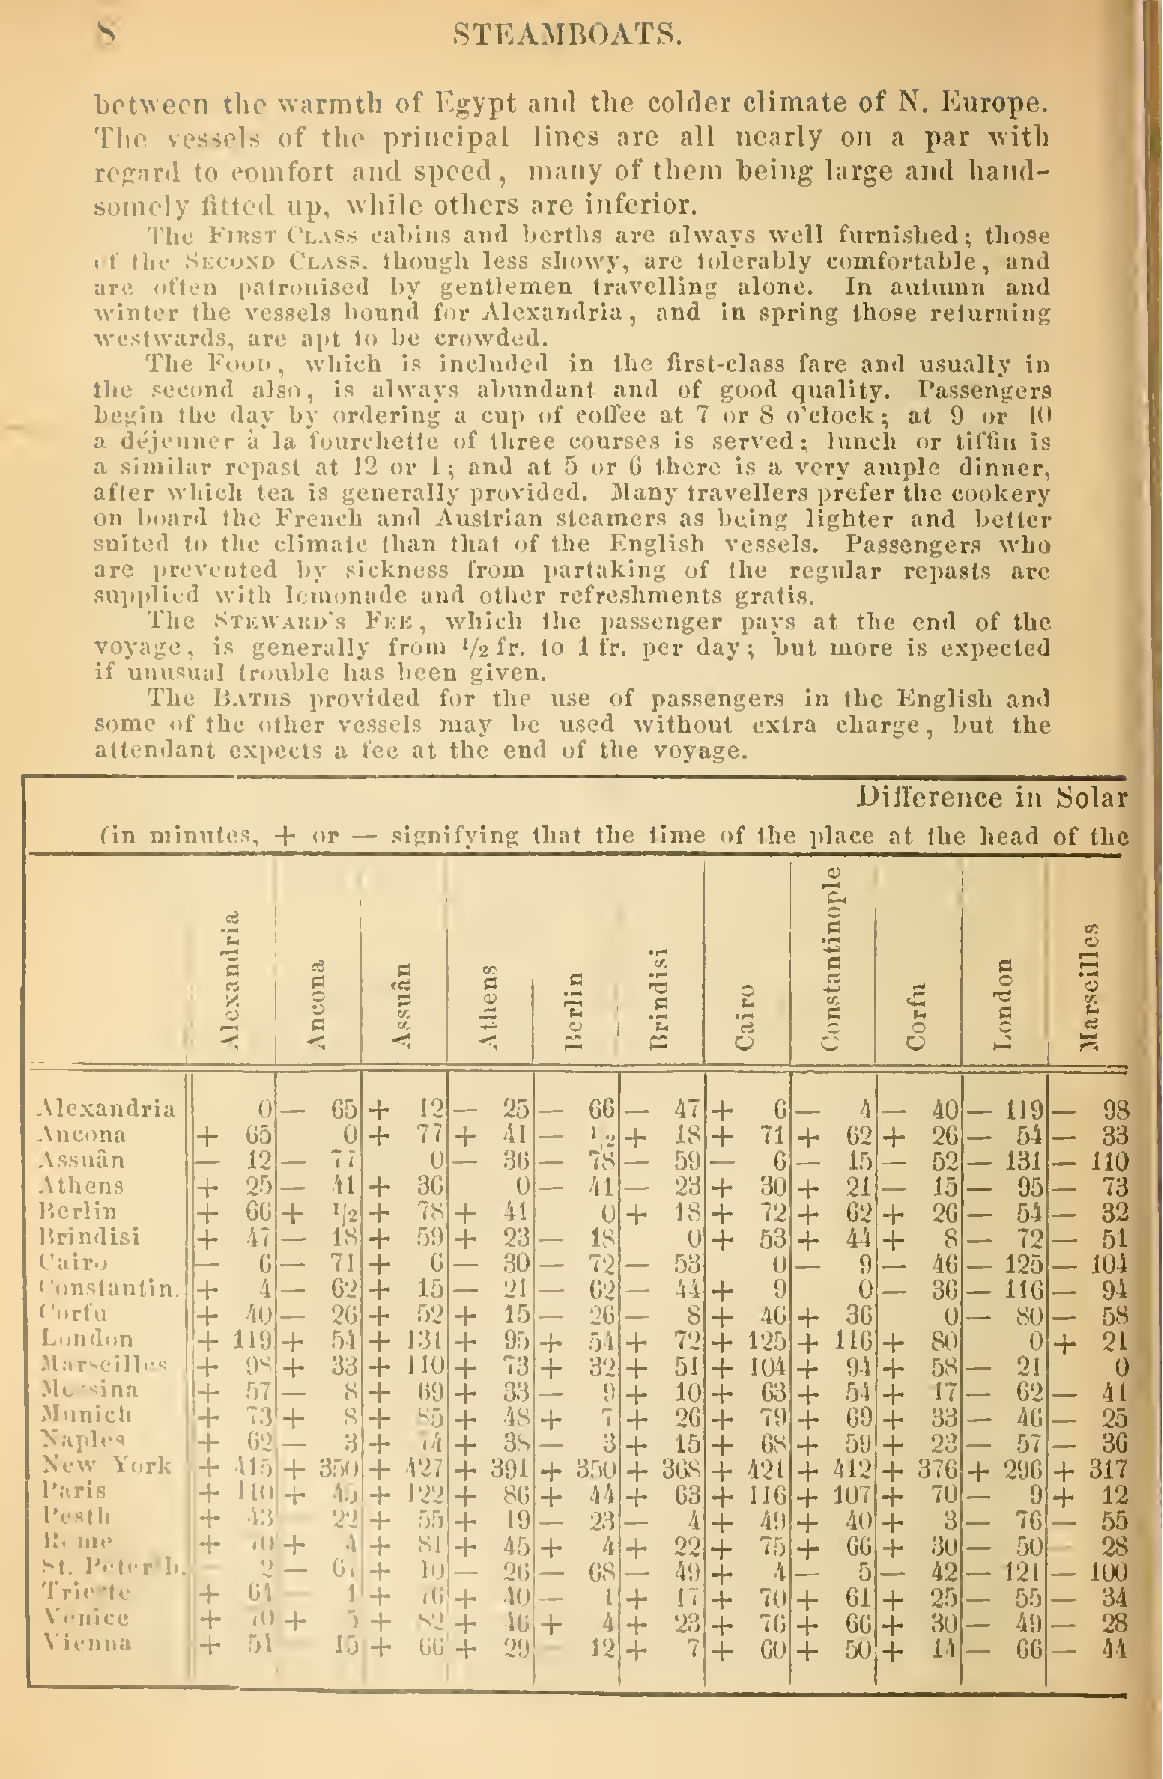 8 STEAMBOATS.
between the warmth of Egypt and the colder climate of N. Europe.
The vessels of the principal lines are all nearly on a par with
regard to comfort and speed, many of them being large and hand-
somely fitted up, while others are inferior.
The FIRST CLASS cabins and berths are always well furnished; those
of the SECOND CLASS, though less showy, are tolerably comfortable, and
are often patronised by gentlemen travelling alone. In autumn and
winter the vessels bound for Alexandria, and in spring those returning
westwards, are apt to be crowded.
The FOOD, which is included in the first-class fare and usually in
the second also, is always abundant and of good quality. Passengers
begin the day by ordering a cup of coffee at 7 or 8 o'clock; at 9 or 10
a déjeuner à la fourchette of three courses is served; lunch or tiffin is
a similar repast at 12 or 1; and at 5 or 6 there is a very ample dinner,
after which tea is generally provided. Many travellers prefer the cookery
on board the French and Austrian steamers as being lighter and better
suited to the climate than that of the English vessels. Passengers who
are prevented by sickness from partaking of the regular repasts are
supplied with lemonade and other refreshments gratis.
The STEWARD'S FEE, which the passenger pays at the end of the
voyage, is generally from 1/2 fr. to 1 fr. per day; but more is expected
if unusual trouble has been given.
The BATHS provided for the use of passengers in the English and
some of the other vessels may be used without extra charge, but the
attendant expects a fee at the end of the voyage.
Difference in Solar
(in minutes, + or — signifying that the time of the place at the head of the
Alexandria Ancona Assuân Athens Berlin Brindisi Cairo Constantinople Corfu London Marseilles
Alexandria 0 — 65 + 12 — 25 — 66 — 47 + 6 — 4 — 40 — 119 — 98
Ancona + 65 0 + 77 + 41 — 1/2 + 18 + 71 + 62 + 26 — 54 — 33
Assuân — 12 — 77 0 — 36 — 78 — 59 — 6 — 15 — 52 — 131 — 110
Athens + 25 — 41 + 36 0 — 41 — 23 + 30 + 21 — 15 — 95 — 73
Berlin + 66 + 1/2 + 78 + 41 0 + 18 + 72 + 62 + 26 — 54 — 32
Brindisi + 47 — 18 + 59 + 23 — 18 0 + 53 + 44 + 8 — 72 — 51
Cairo — 6 — 71 + 6 — 30 — 72 — 53 0 — 9 — 46 — 125 — 104
Constantin. + 4 — 62 + 15 — 21 — 62 — 44 + 9 0 — 36 — 116 — 94
Corfu + 40 — 26 + 52 + 15 — 26 — 8 + 46 + 36 0 — 80 — 58
London + 119 + 54 + 131 + 95 + 54 + 72 + 125 + 116 + 80 0 + 21
Marseilles + 98 + 33 + 110 + 73 + 32 + 51 + 104 + 94 + 58 — 21 0
Messina + 57 — 8 + 69 + 33 — 9 + 10 + 63 + 54 + 17 — 62 — 41
Munich + 73 + 8 + 85 + 48 + 7 + 26 + 79 + 69 + 33 — 46 — 25
Naples + 62 — 3 + 74 + 38 — 3 + 15 + 68 + 59 + 23 — 57 — 36
New York + 415 + 350 + 427 + 391 + 350 + 368 + 421 + 412 + 376 + 296 + 317
Paris + 110 + 45 + 122 + 86 + 44 + 63 + 116 + 107 + 70 — 9 + 12
Pesth + 43 — 22 + 55 + 19 — 23 — 4 + 49 + 40 + 3 — 76 — 55
Rome + 70 + 4 + 81 + 45 + 4 + 22 + 75 + 66 + 30 — 50 — 28
St. Peter b. — 2 — + 10 — 26 — 68 — 49 + 4 — 5 — 42 — 121 — 100
Trieste + 64 — 1 + 76 + 40 — 1 + 17 + 70 + 61 + 25 — 55 — 34
Venice + 70 + 5 + 82 + 46 + 4 + 23 + 76 + 66 + 30 — 49 — 28
Vienna + 54 15 + 66 + 29 12 + 7 + 60 + 50 + 14 — 66 — 44